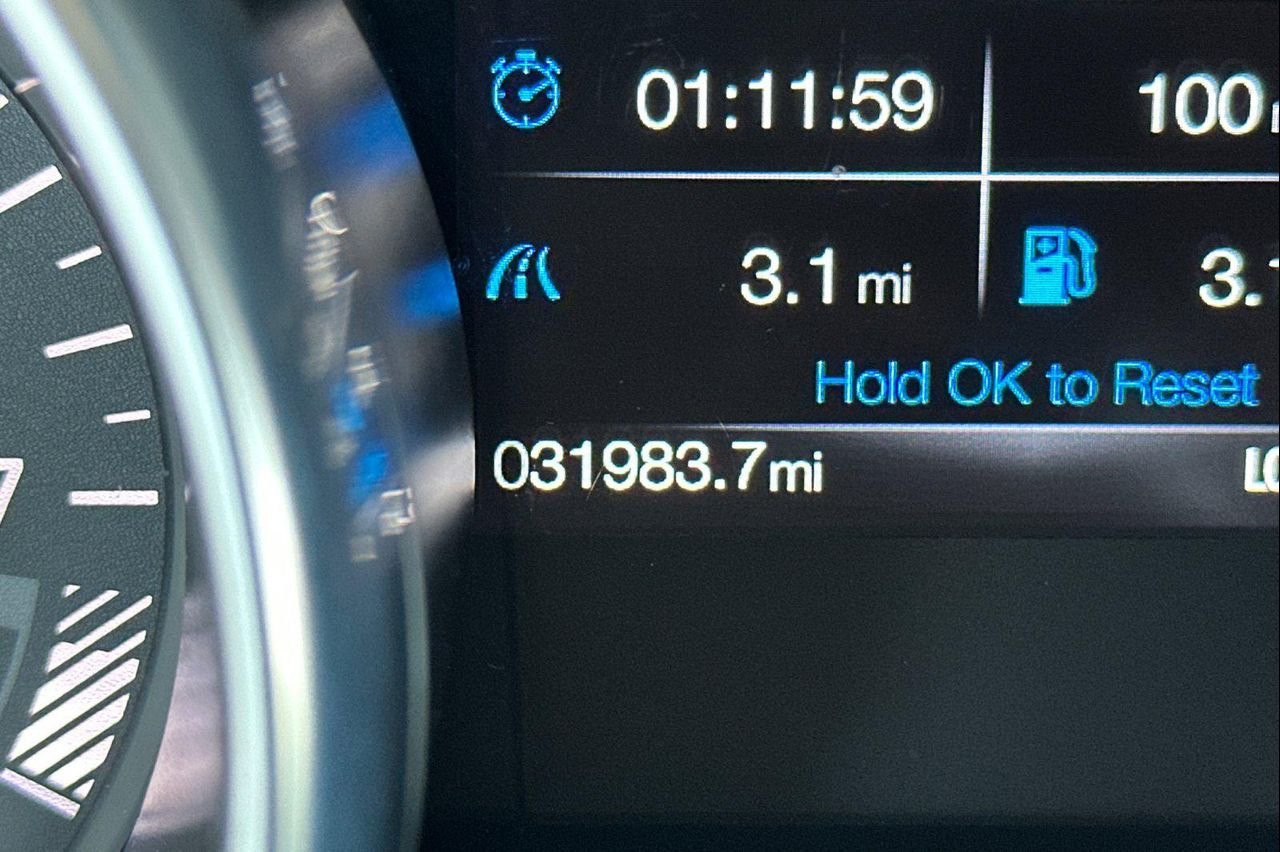 01:11:59 100
3.1 mi 3.
Hold OK to Reset
031983.7mi